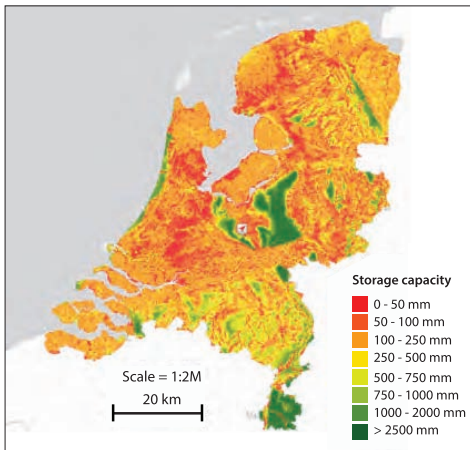 Storage capacity
0 - 50 mm
50 - 100 mm
100 - 250 mm
250 - 500 mm
500 - 750 mm
750 - 1000 mm
1000 - 2000 mm
> 2500 mm
Scale = 1:2M
20 km